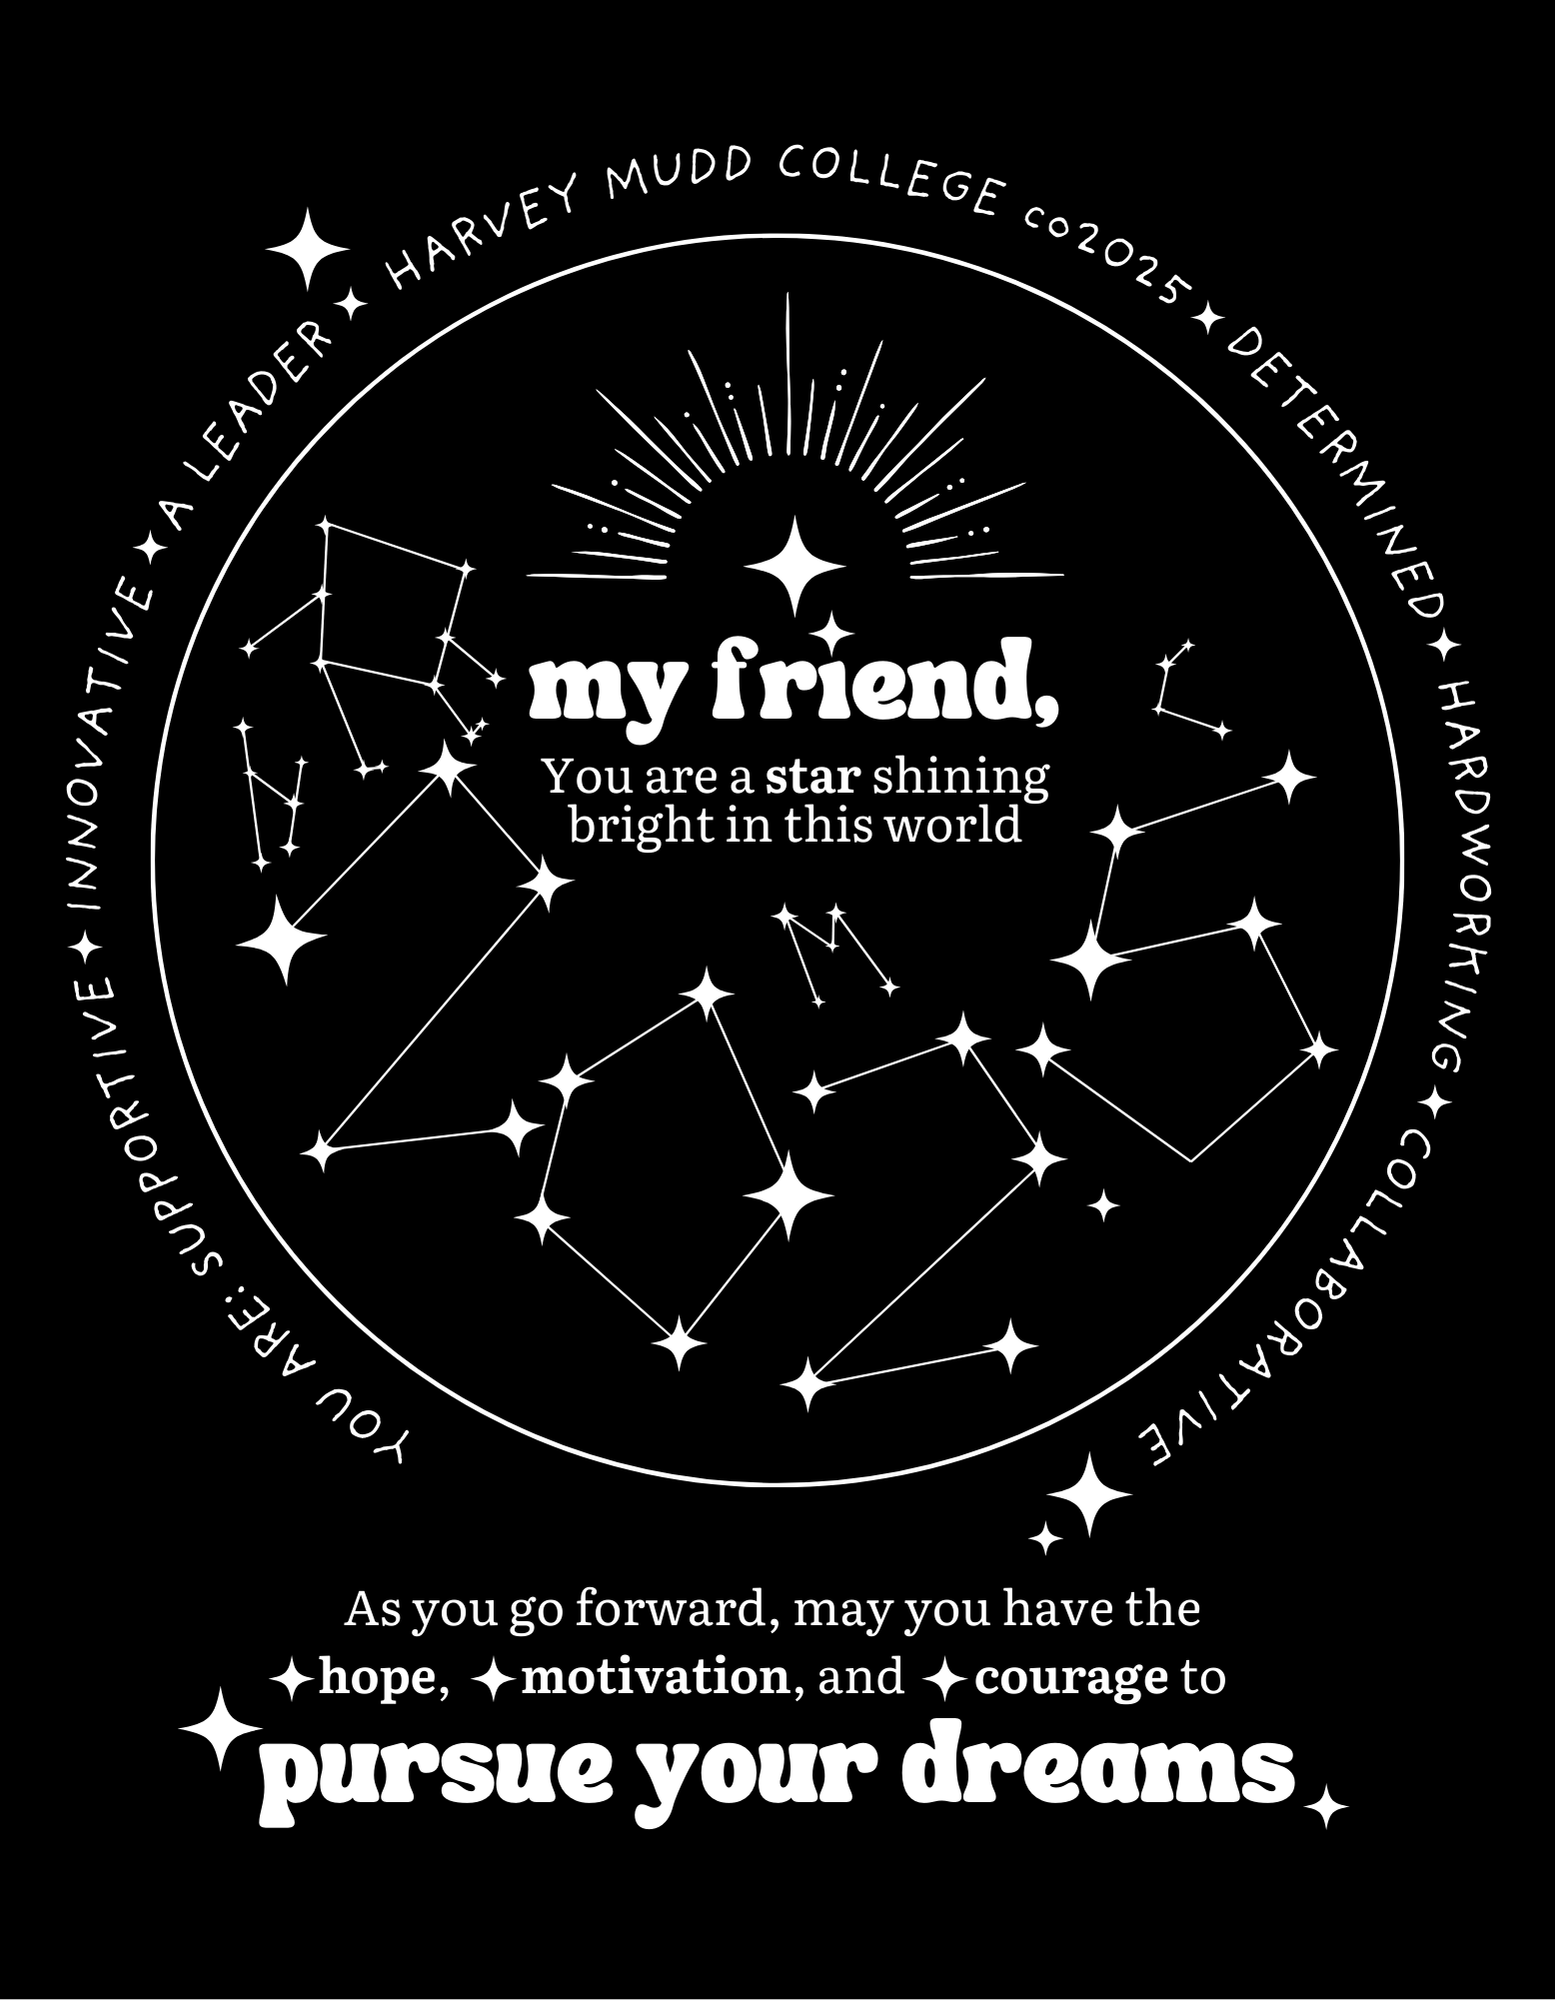 YOU ARE: SUPPORTIVE ✦ INNOVATIVE ✦ A LEADER ✦ HARVEY MUDD COLLEGE co2025 ✦ DETERMINED ✦ HARDWORKING ✦ COLLABORATIVE
my friend,
You are a star shining
bright in this world
As you go forward, may you have the
✦hope, ✦motivation, and ✦courage to
pursue your dreams